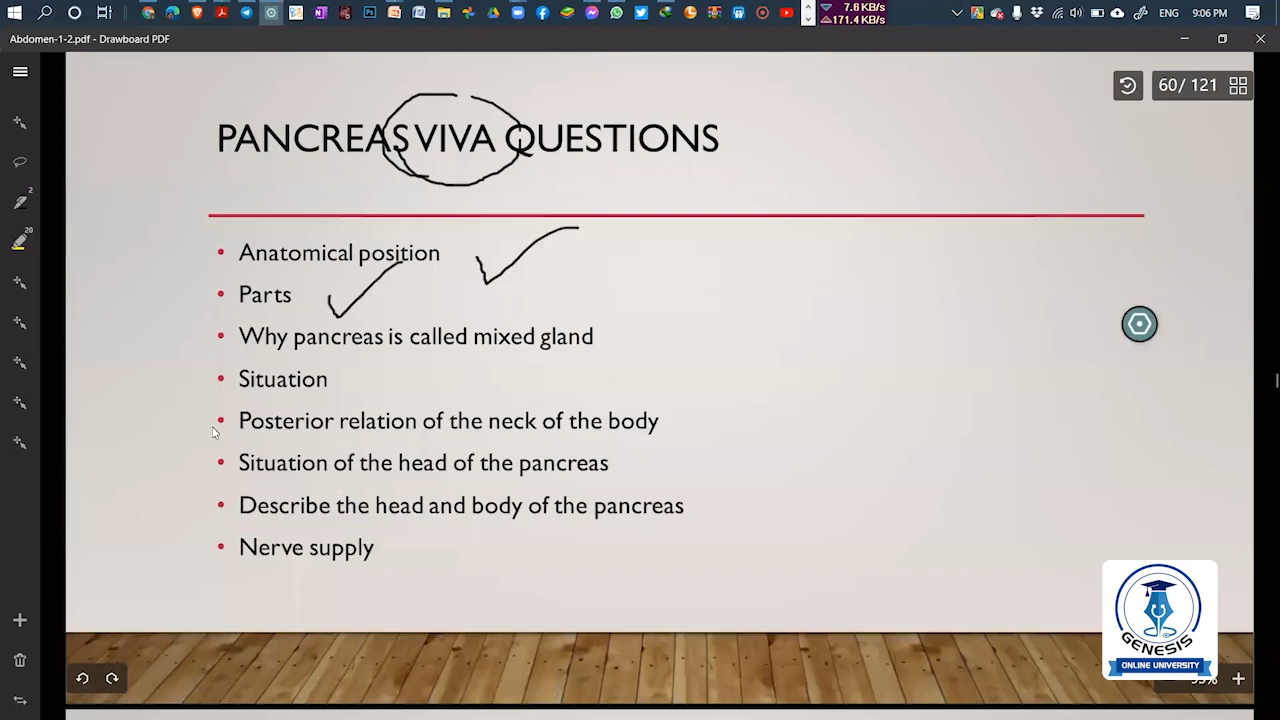 ENG 9:06 PM
7.8 KB/s
171.4 KB/s
Abdomen-1-2.pdf - Drawboard PDF
60/ 121
2
20
PANCREAS VIVA QUESTIONS
• Anatomical position
• Parts
• Why pancreas is called mixed gland
• Situation
• Posterior relation of the neck of the body
• Situation of the head of the pancreas
• Describe the head and body of the pancreas
• Nerve supply
GENESIS
ONLINE UNIVERSITY